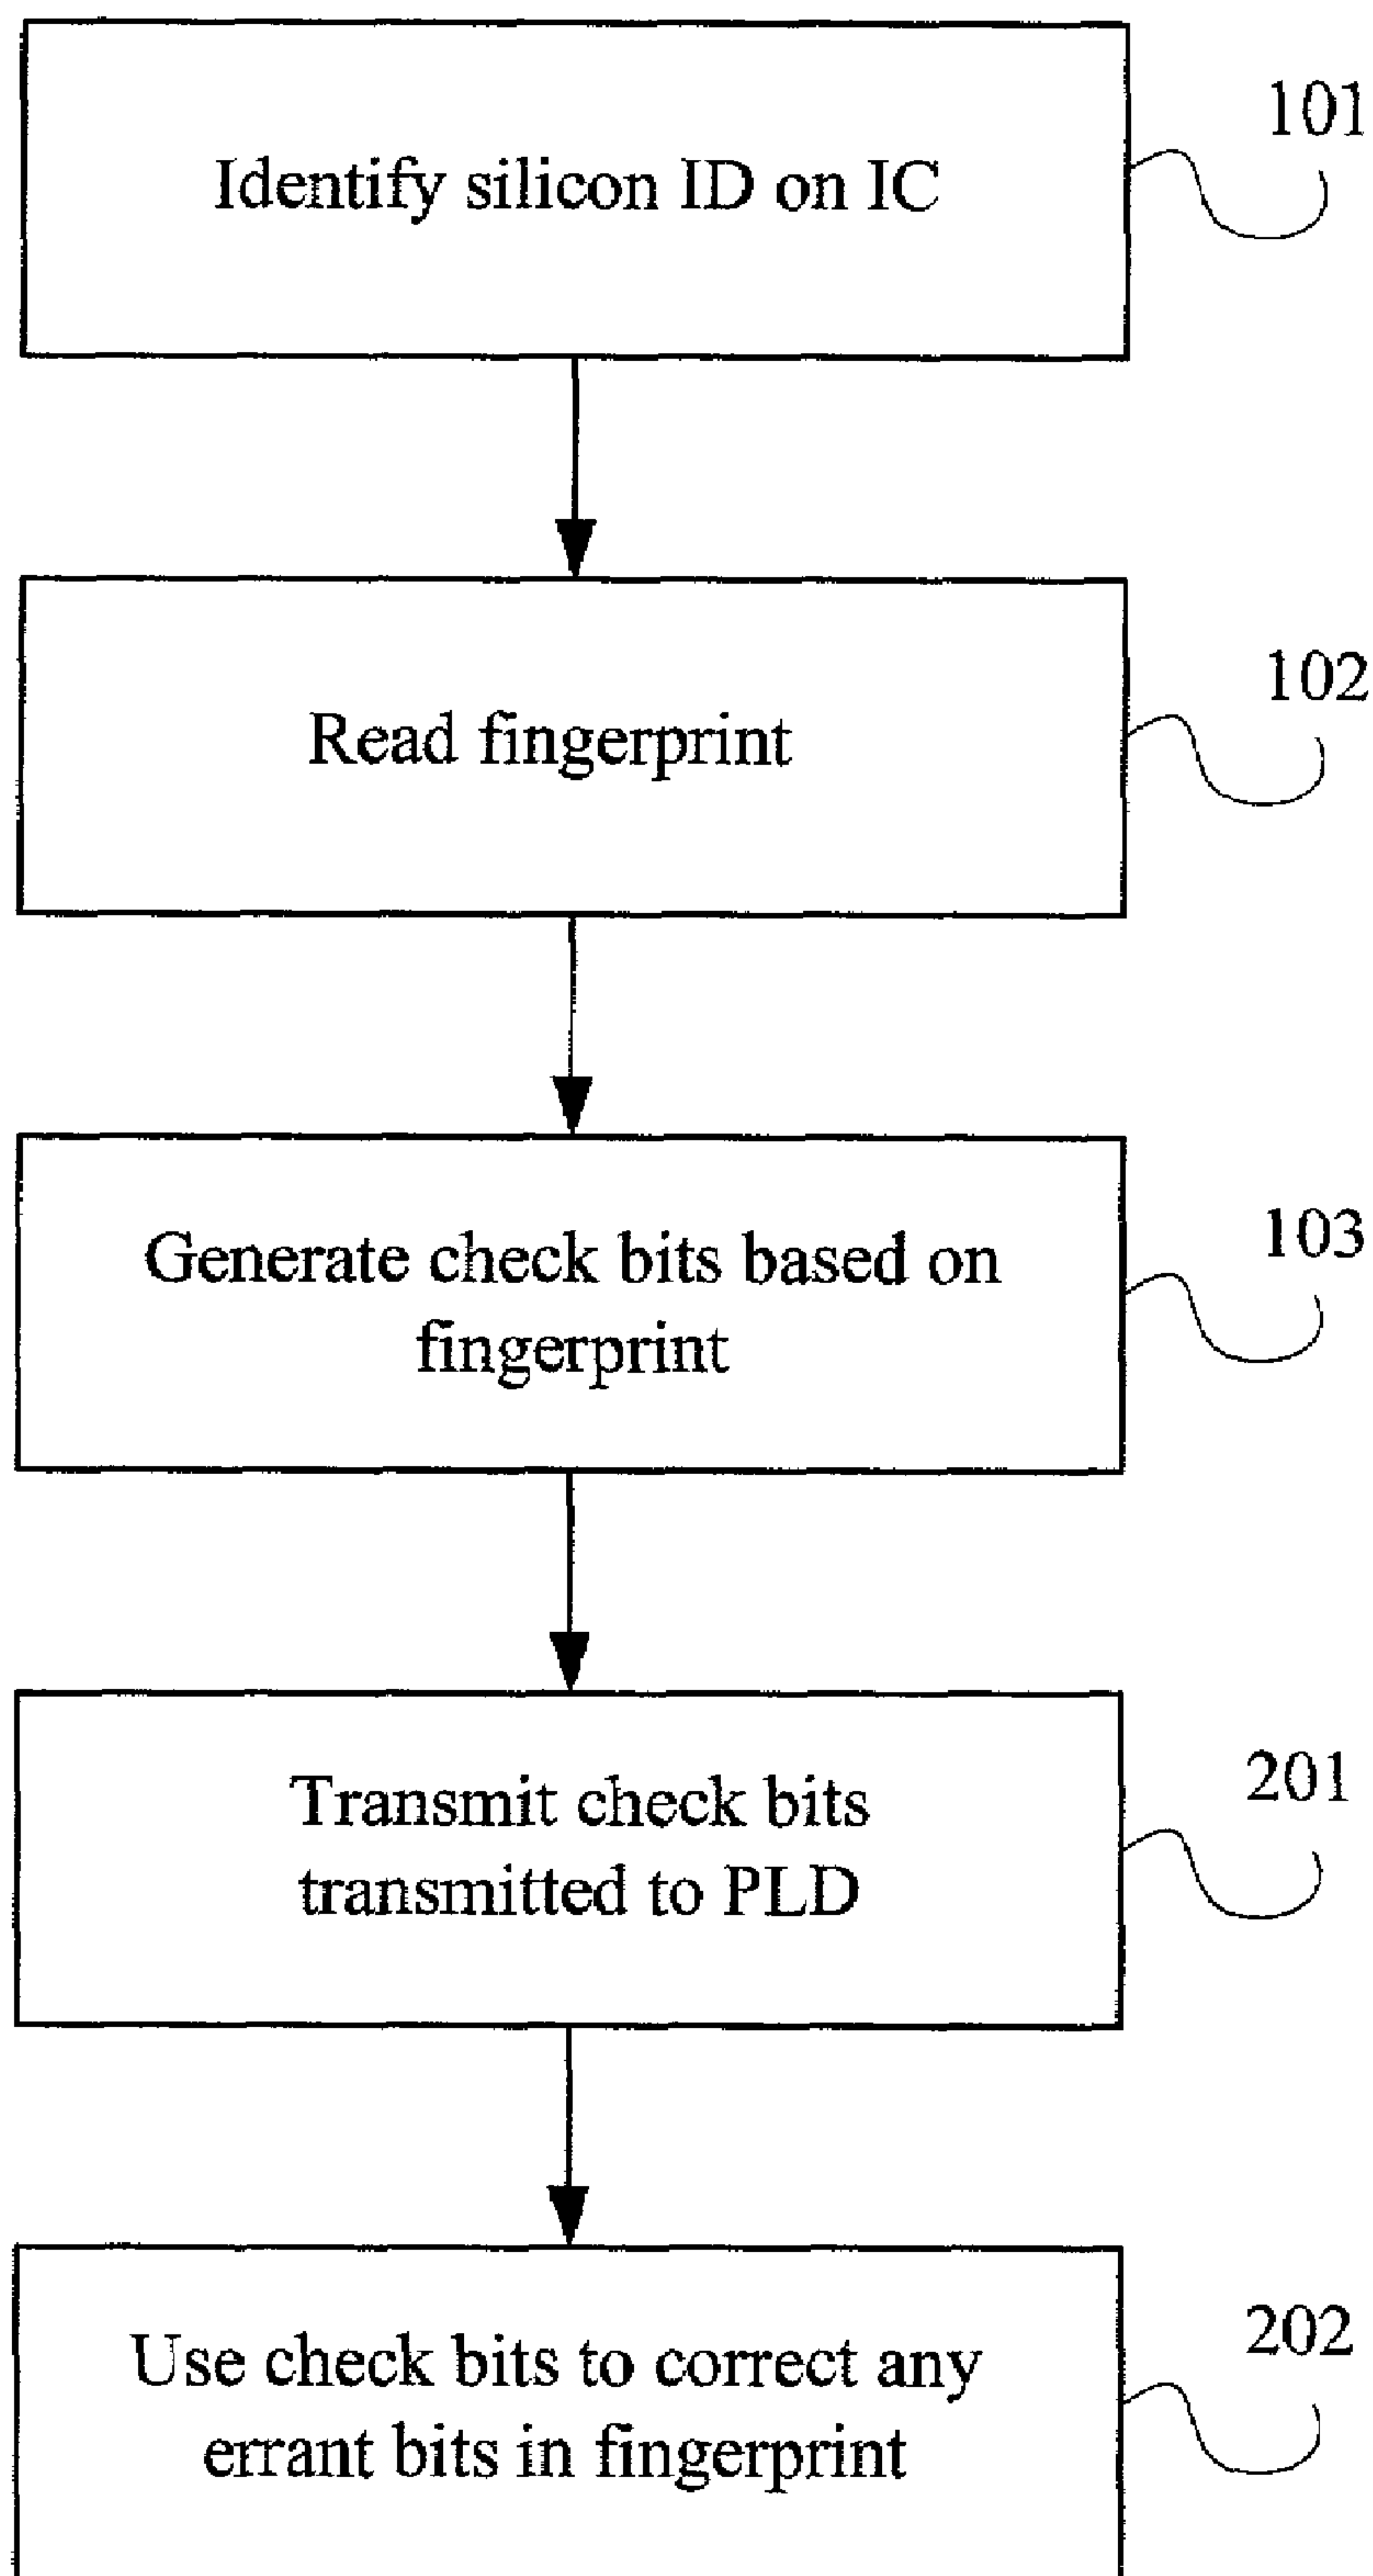 Identify silicon ID on IC
101
Read fingerprint
102
Generate check bits based on
fingerprint
103
Transmit check bits
transmitted to PLD
201
Use check bits to correct any
errant bits in fingerprint
202